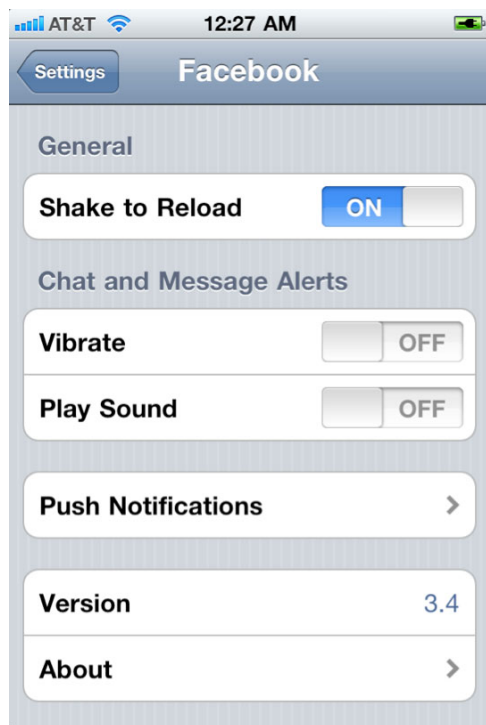 AT&T 12:27 AM
Settings Facebook
General
Shake to Reload ON
Chat and Message Alerts
Vibrate OFF
Play Sound OFF
Push Notifications
Version 3.4
About